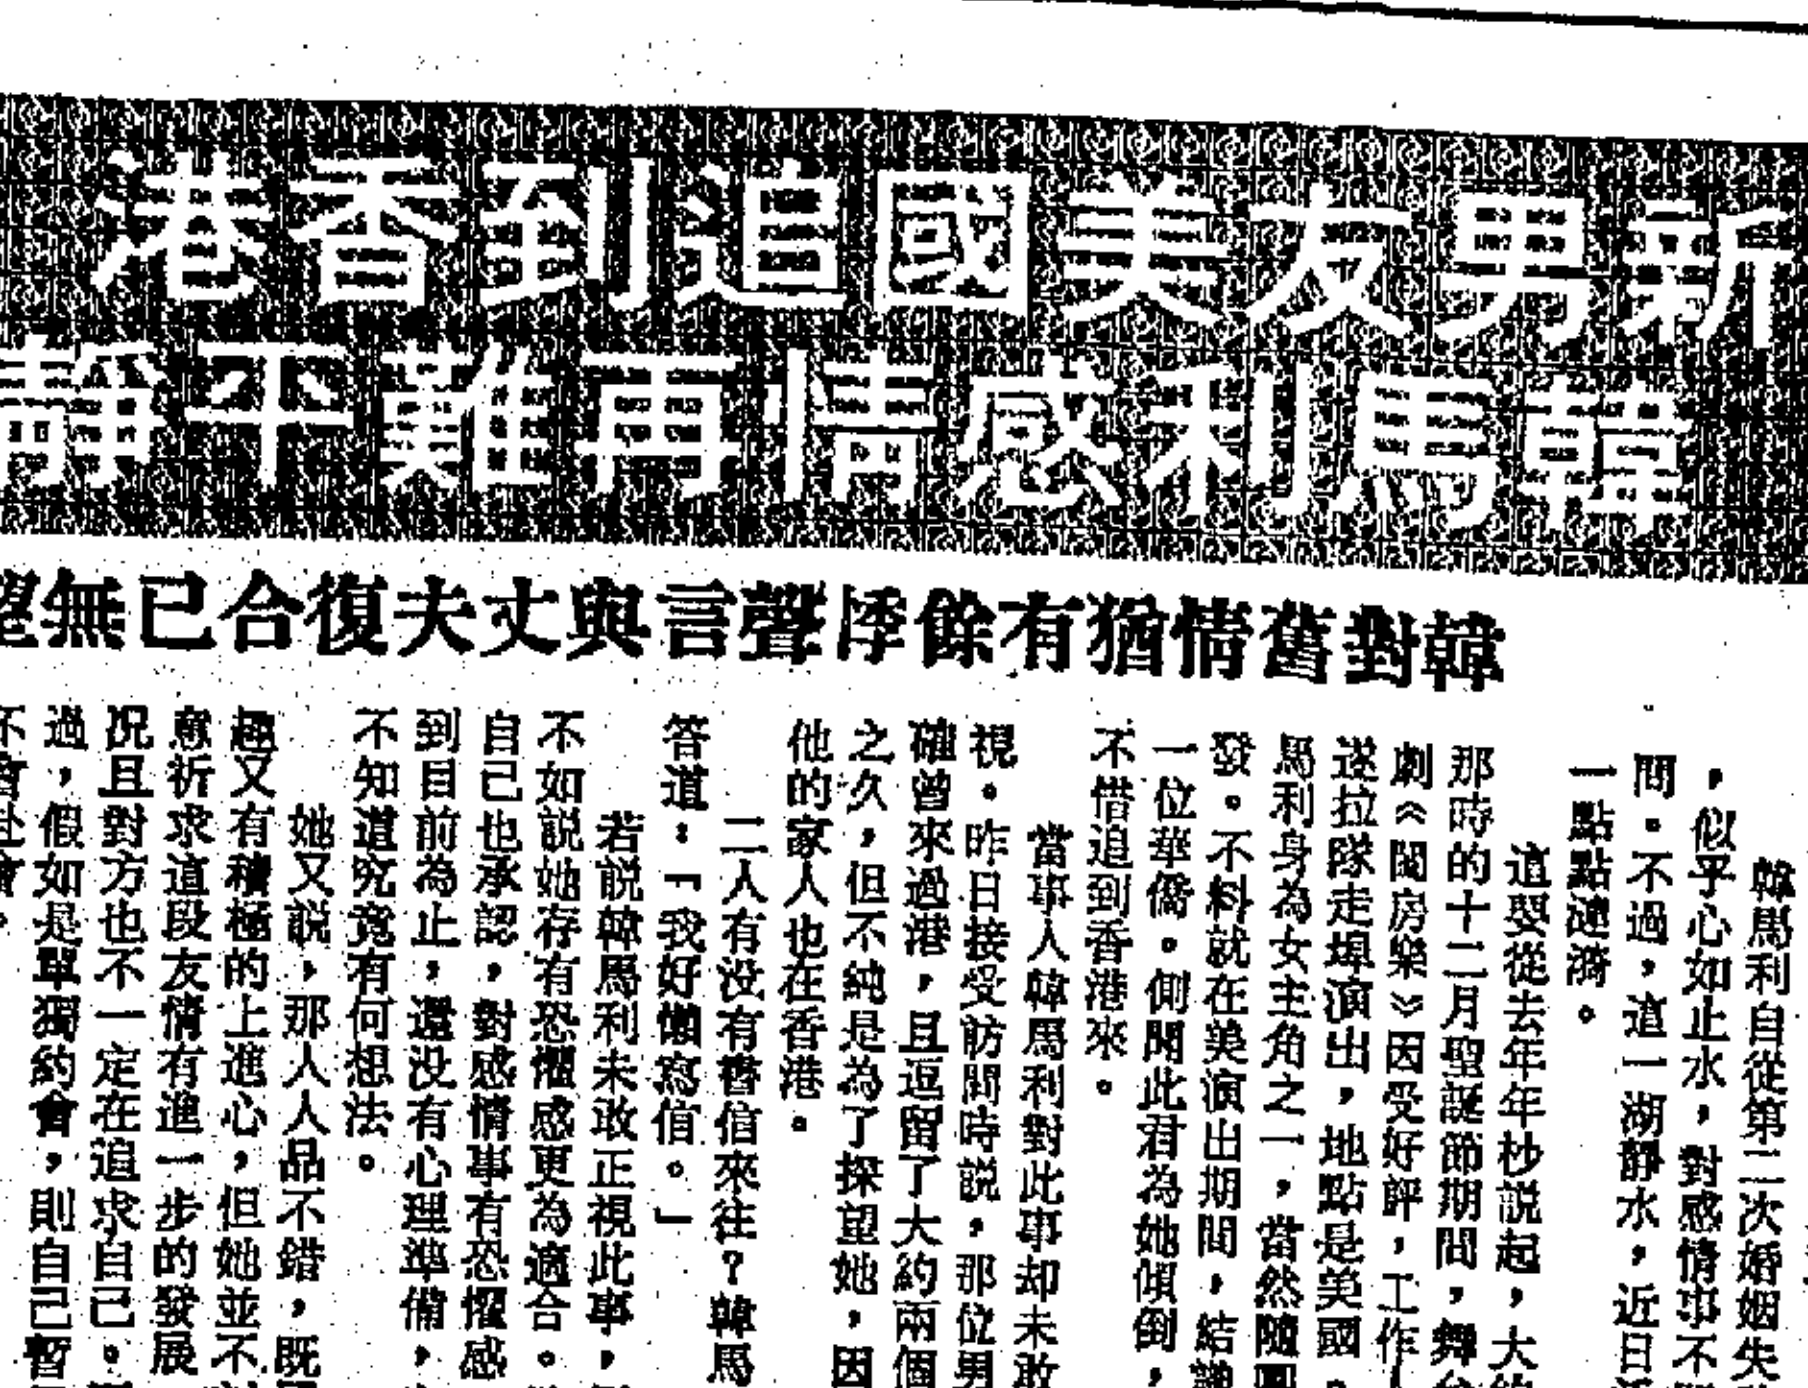 新男友美國追到香港
韓馬利感情再難平靜
韓對舊情猶有餘悸聲言與丈夫復合已無望
韓馬利自從第二次婚姻失
，似乎心如止水，對感情事不
問。不過，這一湖靜水，近日
一點點漣漪。
這要從去年年杪説起，大
那時的十二月聖誕節期間，舞
劇《閨房樂》因受好評，工作
遂拉隊走埠演出，地點是美國。
馬利身為女主角之一，當然隨團
發。不料就在美演出期間，結識
一位華僑。側聞此君為她傾倒，
不惜追到香港來。
當事人韓馬利對此事却未敢
視。昨日接受訪問時説，那位男
確曾來過港，且逗留了大約兩個
之久，但不純是為了探望她，因
他的家人也在香港。
二人有没有書信來往？韓馬
答道：「我好懶寫信。」
若説韓馬利未敢正視此事，
不如説她存有恐懼感更為適合。
自己也承認，對感情事有恐懼感
到目前為止，還没有心理準備，
不知道究竟有何想法。
她又説，那人人品不錯，既
趣又有積極的上進心，但她並不
意祈求這段友情有進一步的發展
况且對方也不一定在追求自己。
過，假如是單獨約會，則自己暫
不會赴會。